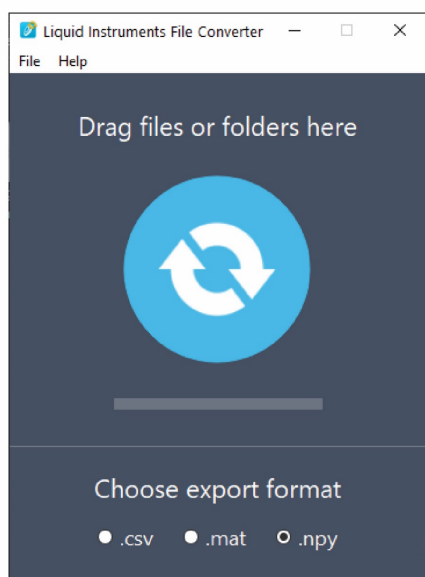 Liquid Instruments File Converter
File Help
Drag files or folders here
Choose export format
.csv .mat .npy